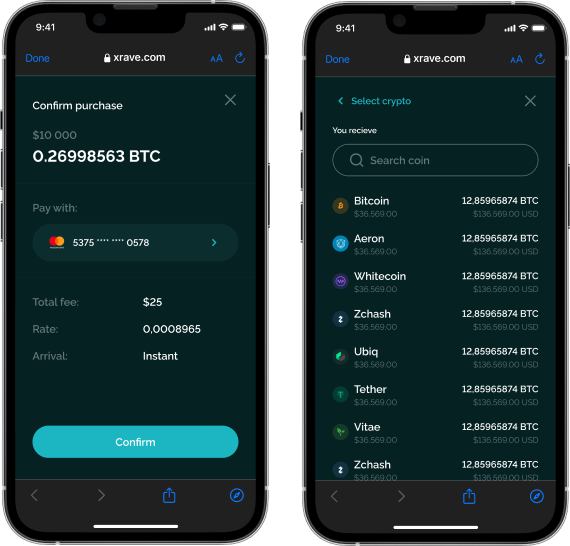 9:41
Done
xrave.com
AA
Confirm purchase
$10 000
0.26998563 BTC
Pay with:
5375 **** **** 0578
Total fee: $25
Rate: 0,0008965
Arrival: Instant
Confirm
9:41
Done
xrave.com
AA
Select crypto
You recieve
Search coin
Bitcoin 12,85965874 BTC
$36.569.00 $136.569.00 USD
Aeron 12,85965874 BTC
$36.569.00 $136.569.00 USD
Whitecoin 12,85965874 BTC
$36.569.00 $136.569.00 USD
Zchash 12,85965874 BTC
$36.569.00 $136.569.00 USD
Ubiq 12,85965874 BTC
$36.569.00 $136.569.00 USD
Tether 12,85965874 BTC
$36.569.00 $136.569.00 USD
Vitae 12,85965874 BTC
$36.569.00 $136.569.00 USD
Zchash 12,85965874 BTC
$36.569.00 $136.569.00 USD